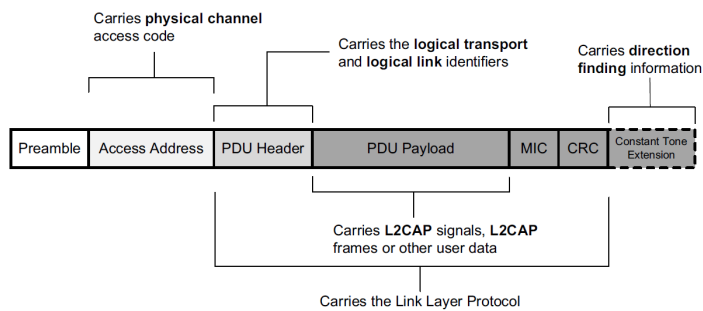 Carries physical channel
access code
Carries the logical transport
and logical link identifiers
Carries direction
finding information
Preamble
Access Address
PDU Header
PDU Payload
MIC
CRC
Constant Tone
Extension
Carries L2CAP signals, L2CAP
frames or other user data
Carries the Link Layer Protocol